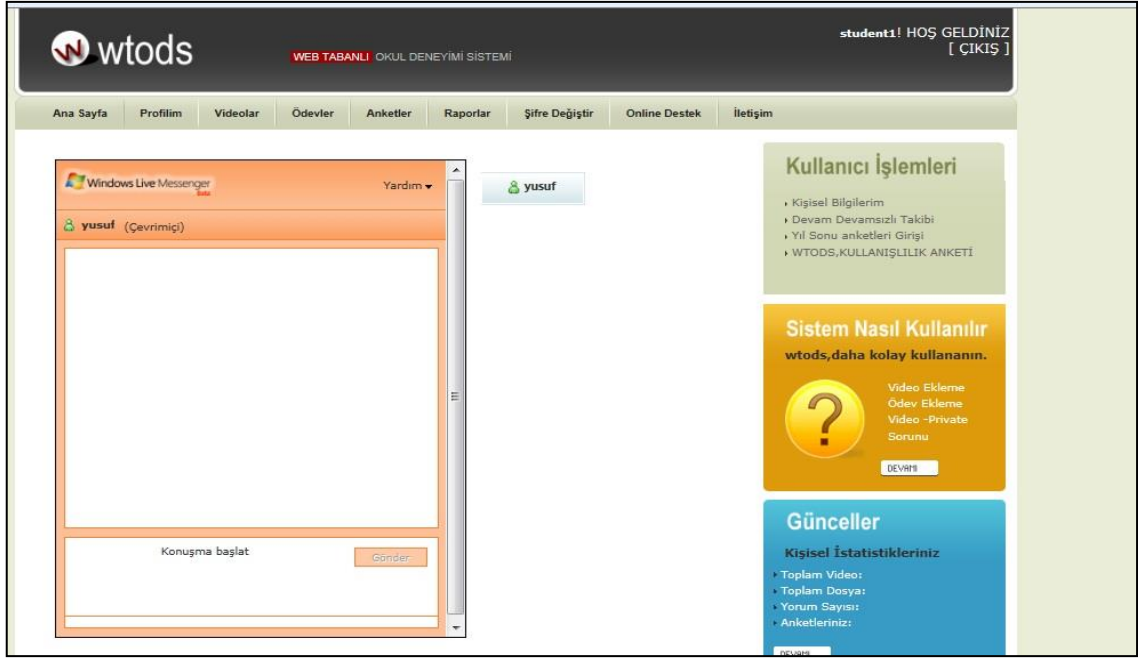 wtods
WEB TABANLI OKUL DENEYİMİ SİSTEMİ
student1! HOŞ GELDİNİZ
[ ÇIKIŞ ]
Ana Sayfa Profilim Videolar Ödevler Anketler Raporlar Şifre Değiştir Online Destek İletişim
Windows Live Messenger
Beta
Yardım
yusuf (Çevrimiçi)
Konuşma başlat
Gönder
yusuf
Kullanıcı İşlemleri
Kişisel Bilgilerim
Devam Devamsızlı Takibi
Yıl Sonu anketleri Girişi
WTODS,KULLANIŞLILIK ANKETİ
Sistem Nasıl Kullanılır
wtods,daha kolay kullananın.
Video Ekleme
Ödev Ekleme
Video -Private
Sorunu
DEVAMI
Günceller
Kişisel İstatistikleriniz
Toplam Video:
Toplam Dosya:
Yorum Sayısı:
Anketleriniz:
DEVAMI